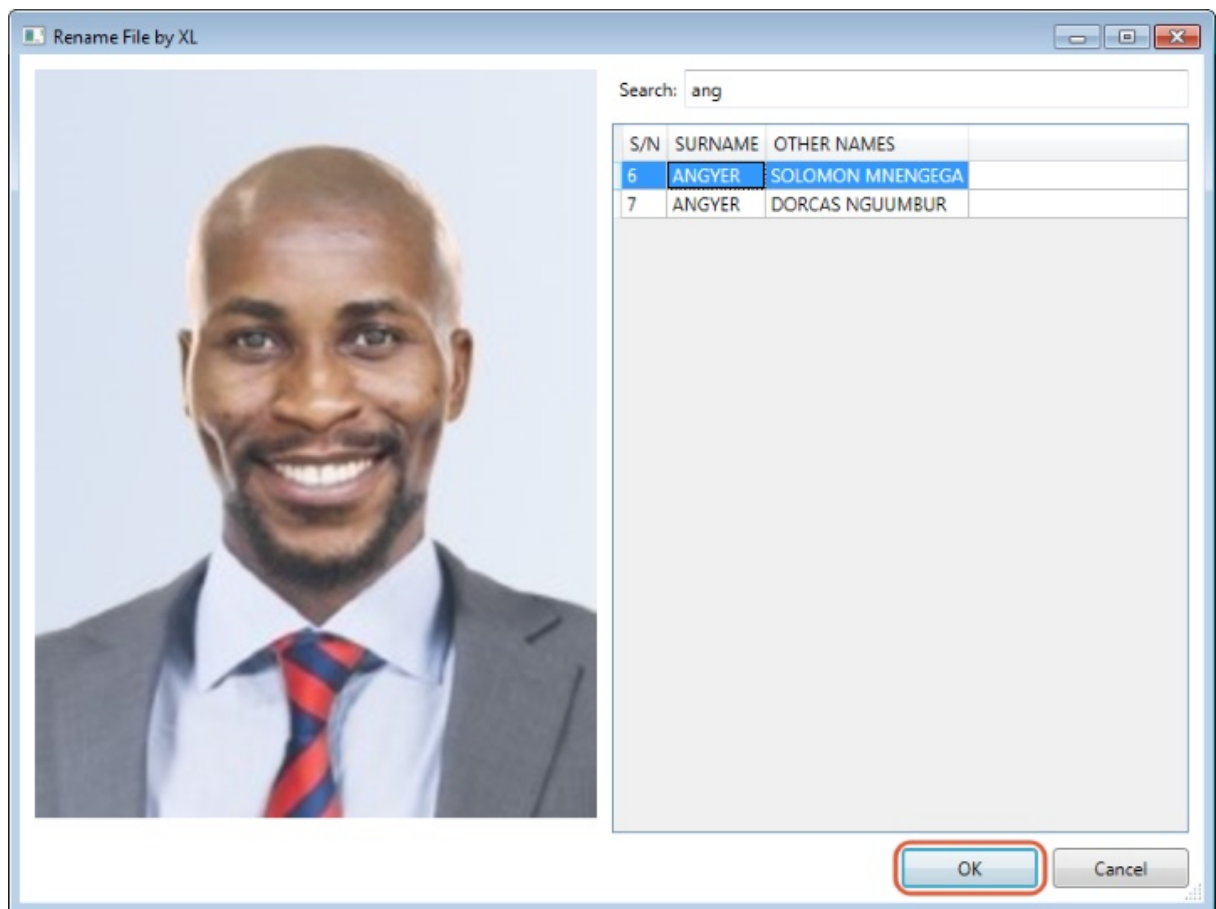 Rename File by XL
Search: ang
S/N SURNAME OTHER NAMES
6 ANGYER SOLOMON MNENGEGA
7 ANGYER DORCAS NGUUMBUR
OK Cancel